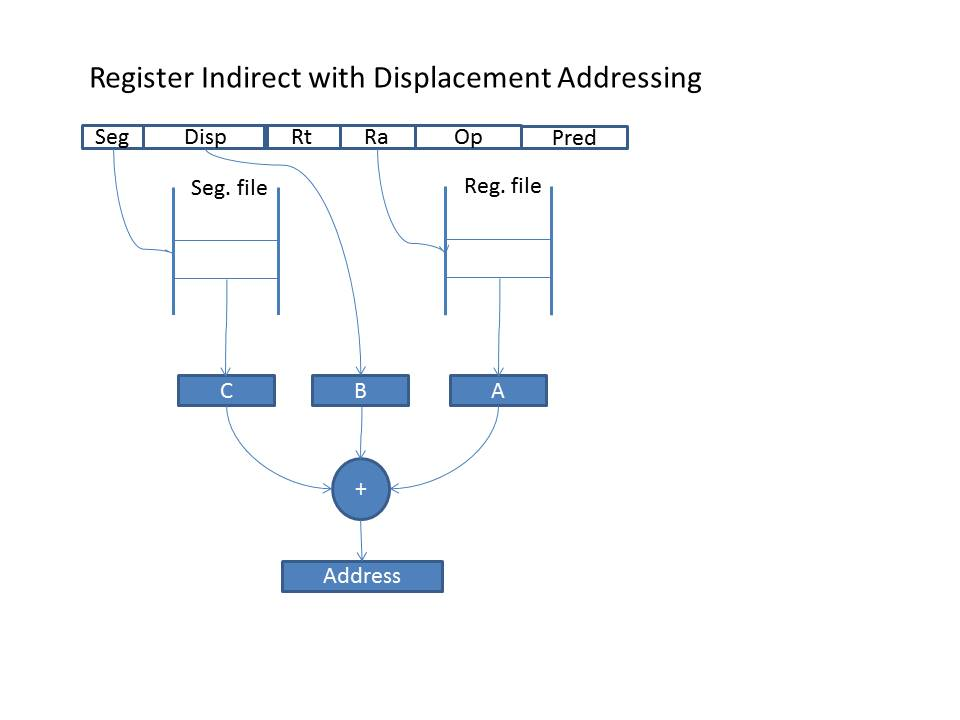 Register Indirect with Displacement Addressing
Seg Disp Rt Ra Op Pred
Seg. file Reg. file
C B A
+
Address